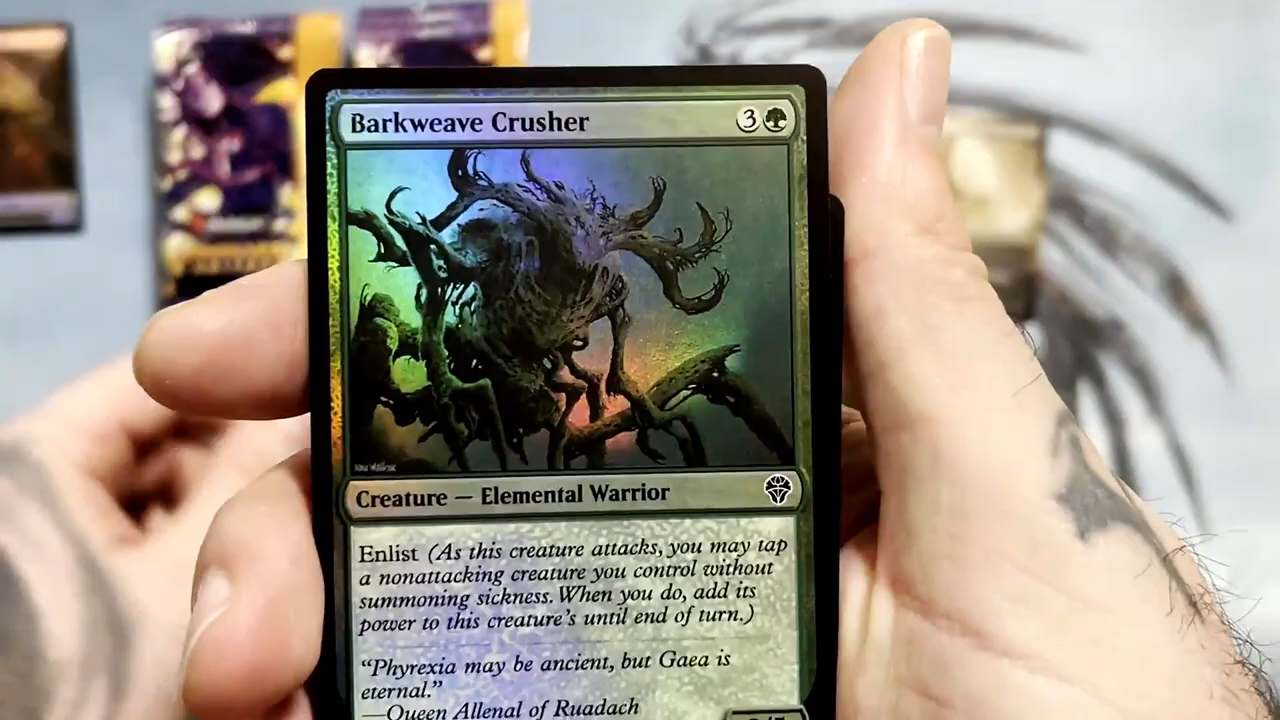 Barkweave Crusher
3
Creature — Elemental Warrior
Enlist (As this creature attacks, you may tap
a nonattacking creature you control without
summoning sickness. When you do, add its
power to this creature's until end of turn.)
“Phyrexia may be ancient, but Gaea is
eternal.”
—Queen Allenal of Ruadach